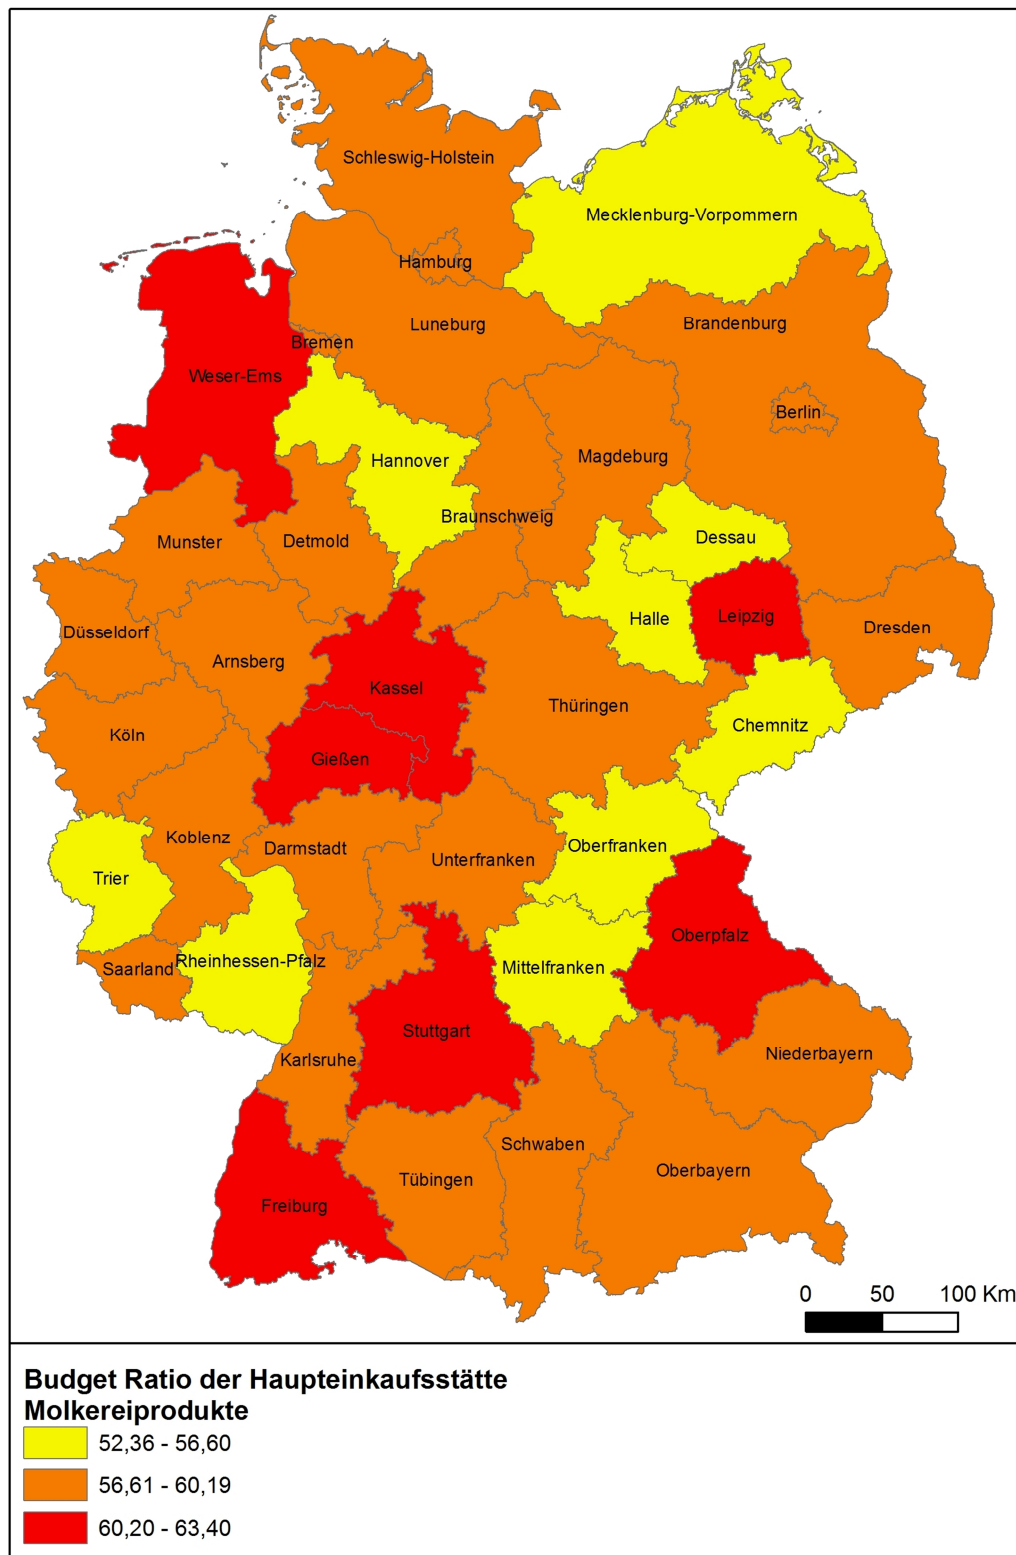 Schleswig-Holstein
Mecklenburg-Vorpommern
Hamburg
Luneburg
Brandenburg
Bremen
Weser-Ems
Berlin
Hannover
Magdeburg
Braunschweig
Dessau
Munster
Detmold
Halle
Leipzig
Dresden
Düsseldorf
Arnsberg
Kassel
Thüringen
Chemnitz
Köln
Gießen
Koblenz
Darmstadt
Unterfranken
Oberfranken
Trier
Oberpfalz
Saarland
Rheinhessen-Pfalz
Mittelfranken
Stuttgart
Karlsruhe
Niederbayern
Schwaben
Oberbayern
Tübingen
Freiburg
0 50 100 Km
Budget Ratio der Haupteinkaufsstätte
Molkereiprodukte
52,36 - 56,60
56,61 - 60,19
60,20 - 63,40